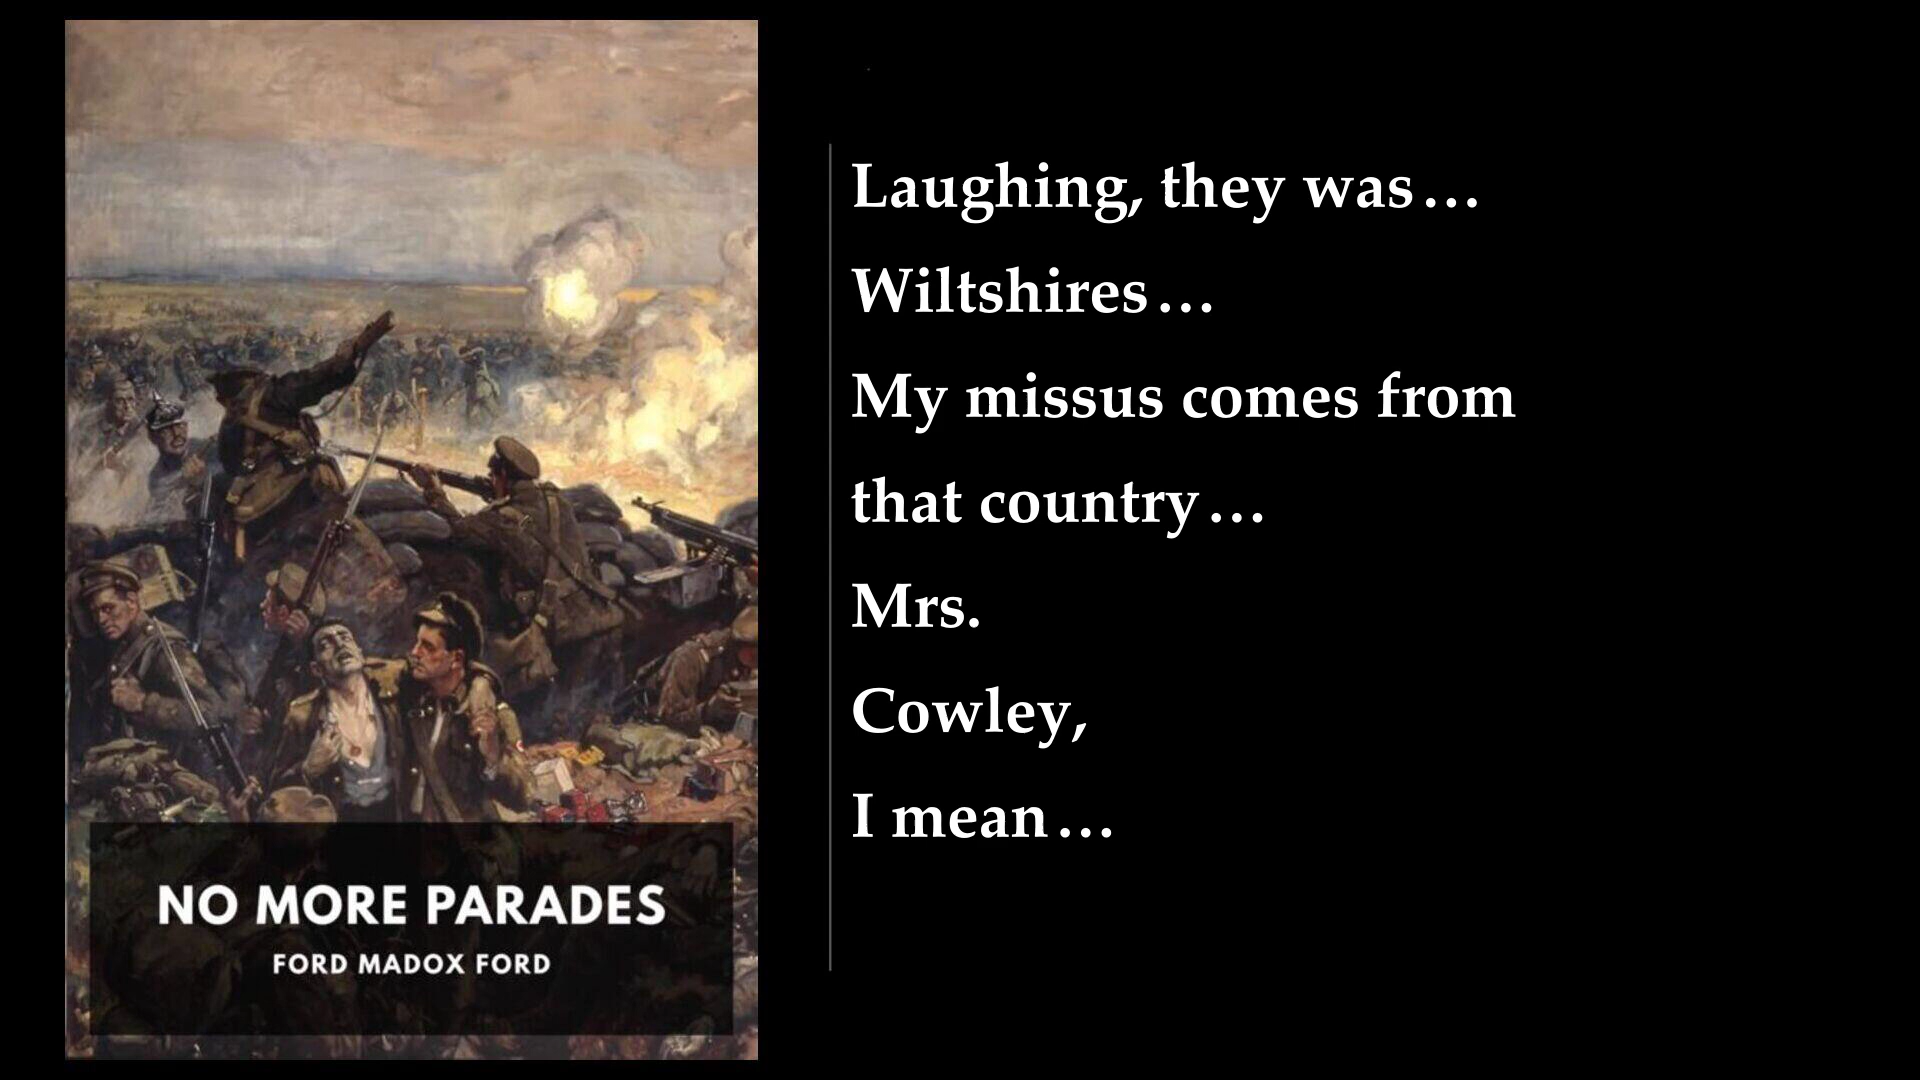 Laughing, they was…
Wiltshires…
My missus comes from
that country…
Mrs.
Cowley,
I mean…
NO MORE PARADES
FORD MADOX FORD